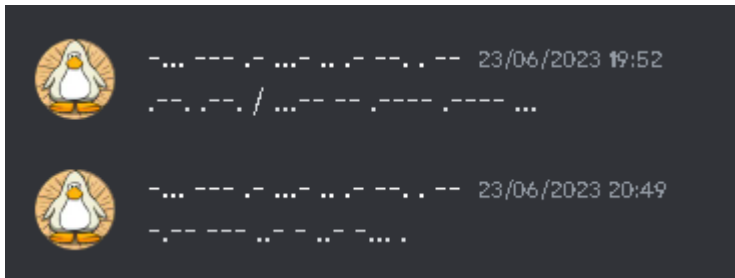 -... --- .- ...- .. .- --. . -- 23/06/2023 19:52
.--. .--. / ...-- -- .---- .---- ...
-... --- .- ...- .. .- --. . -- 23/06/2023 20:49
-.-- --- ..- - ..- -... .